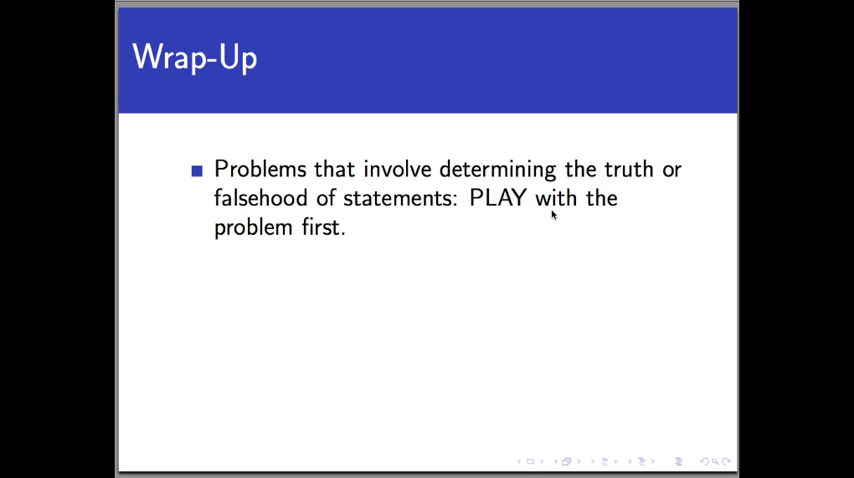 Wrap-Up
Problems that involve determining the truth or
falsehood of statements: PLAY with the
problem first.